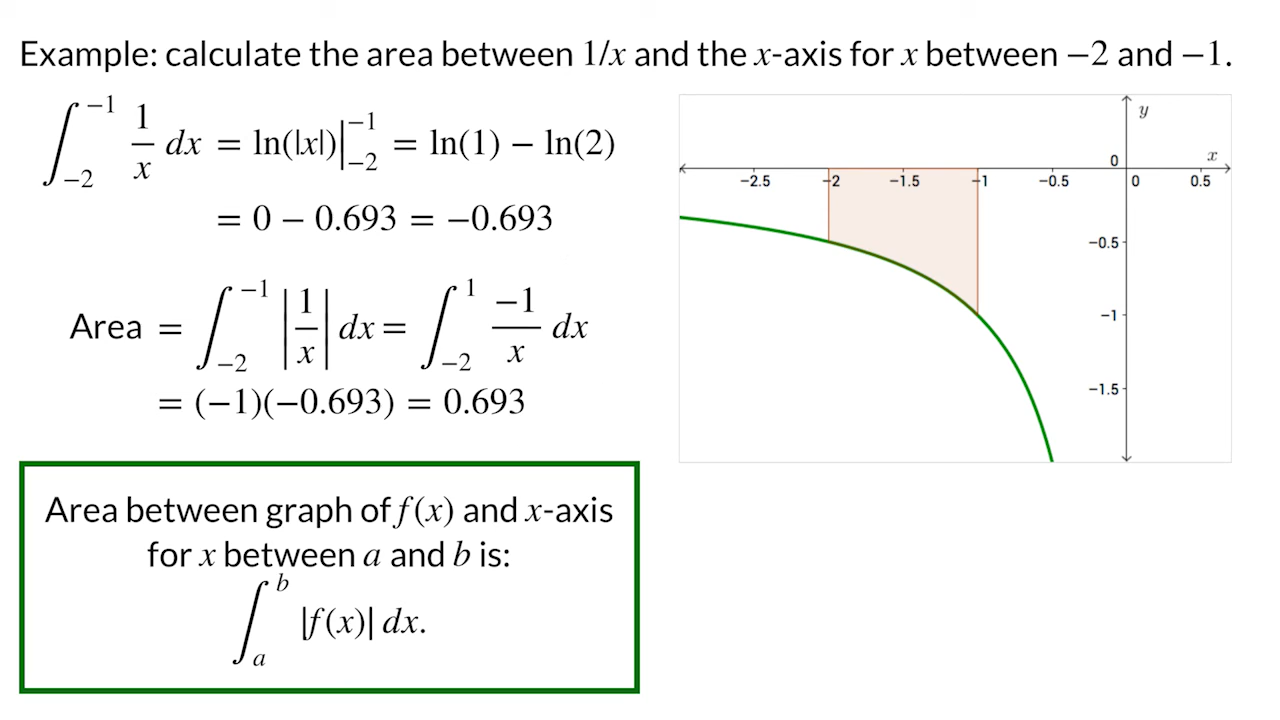 Example: calculate the area between 1/x and the x-axis for x between −2 and −1.
∫_{−2}^{−1} 1/x dx = ln(|x|)|_{−2}^{−1} = ln(1) − ln(2)
= 0 − 0.693 = −0.693
Area = ∫_{−2}^{−1} |1/x| dx = ∫_{−2}^{1} −1/x dx
= (−1)(−0.693) = 0.693
Area between graph of f(x) and x-axis
for x between a and b is:
∫_{a}^{b} |f(x)| dx.
y
0 x
-2.5 -2 -1.5 -1 -0.5 0 0.5
-0.5
-1
-1.5